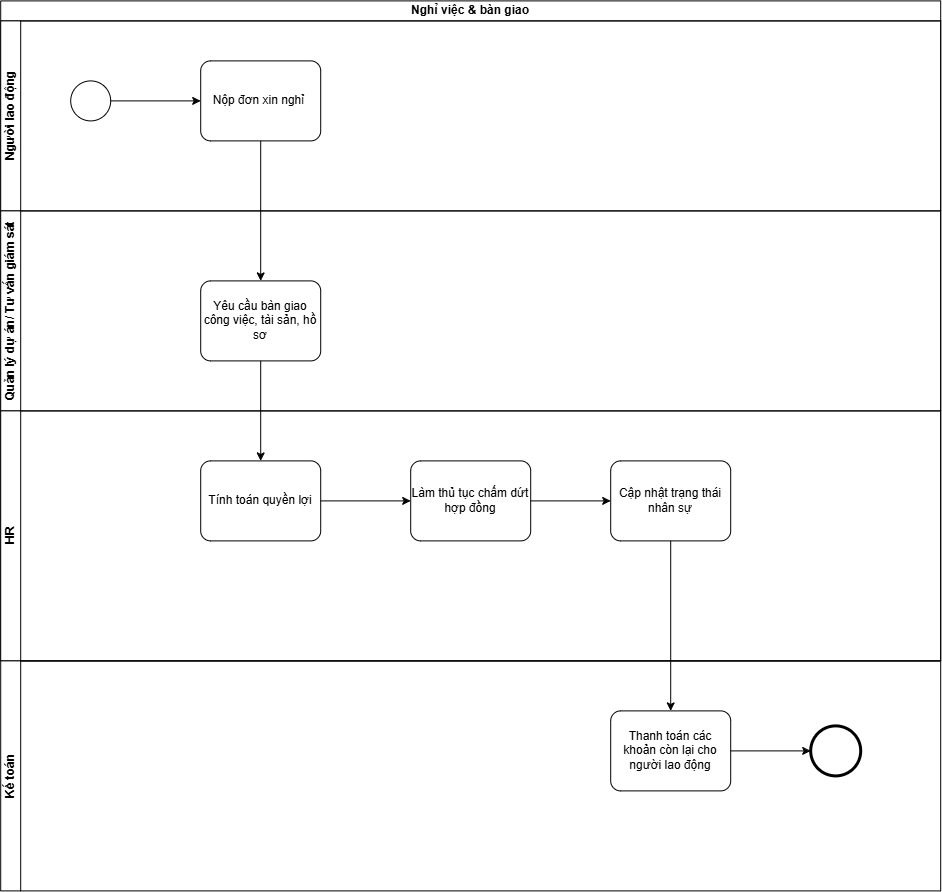 Nghỉ việc & bàn giao
Người lao động
Nộp đơn xin nghỉ
Quản lý dự án/ Tư vấn giám sát
Yêu cầu bàn giao
công việc, tài sản, hồ
sơ
HR
Tính toán quyền lợi
Làm thủ tục chấm dứt
hợp đồng
Cập nhật trạng thái
nhân sự
Kế toán
Thanh toán các
khoản còn lại cho
người lao động